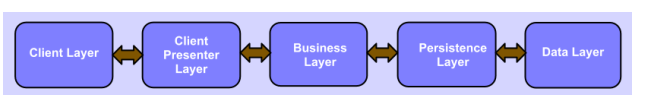 Client Layer
Client
Presenter
Layer
Business
Layer
Persistence
Layer
Data Layer